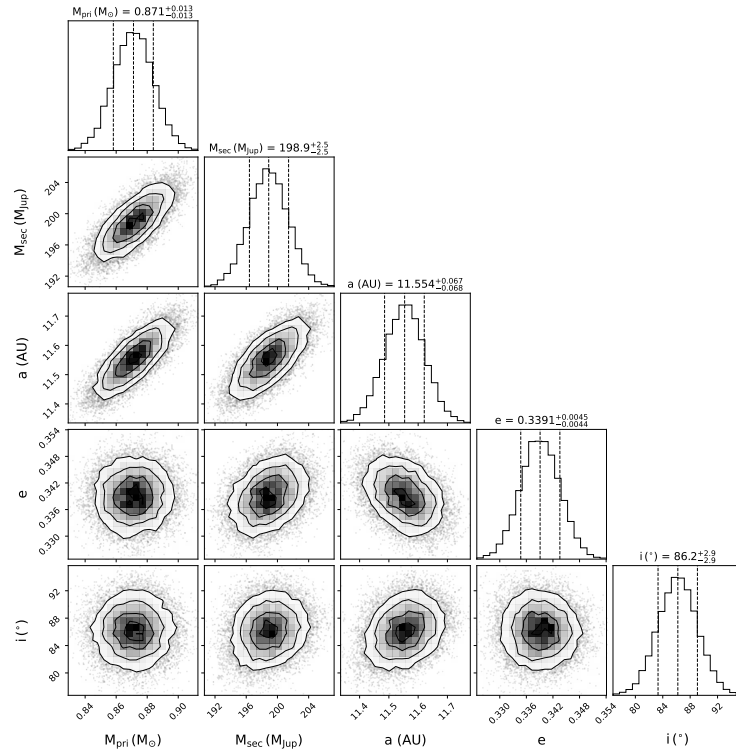 M_pri (M_⊙) = 0.871 +0.013 −0.013
M_sec (M_Jup) = 198.9 +2.5 −2.5
204
200
196
192
M_sec (M_Jup)
a (AU) = 11.554 +0.067 −0.068
11.7
11.6
11.5
11.4
a (AU)
e = 0.3391 +0.0045 −0.0044
0.354
0.348
0.342
0.336
0.330
e
i (°) = 86.2 +2.9 −2.9
92
88
84
80
i (°)
0.84 0.86 0.88 0.90 192 196 200 204 11.4 11.5 11.6 11.7 0.330 0.336 0.342 0.348 0.354 80 84 88 92
M_pri (M_⊙) M_sec (M_Jup) a (AU) e i (°)